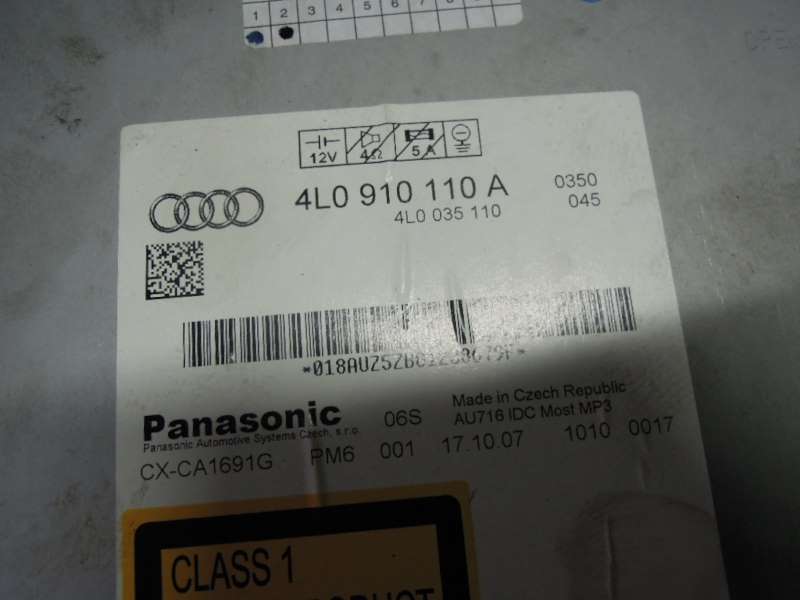 1 2 3 4 5 6 7
12V 4Ω 5A
4L0 910 110 A 0350
4L0 035 110 045
Panasonic 06S Made in Czech Republic
Panasonic Automotive Systems Czech, s.r.o. AU716 IDC Most MP3
CX-CA1691G PM6 001 17.10.07 1010 0017
CLASS 1